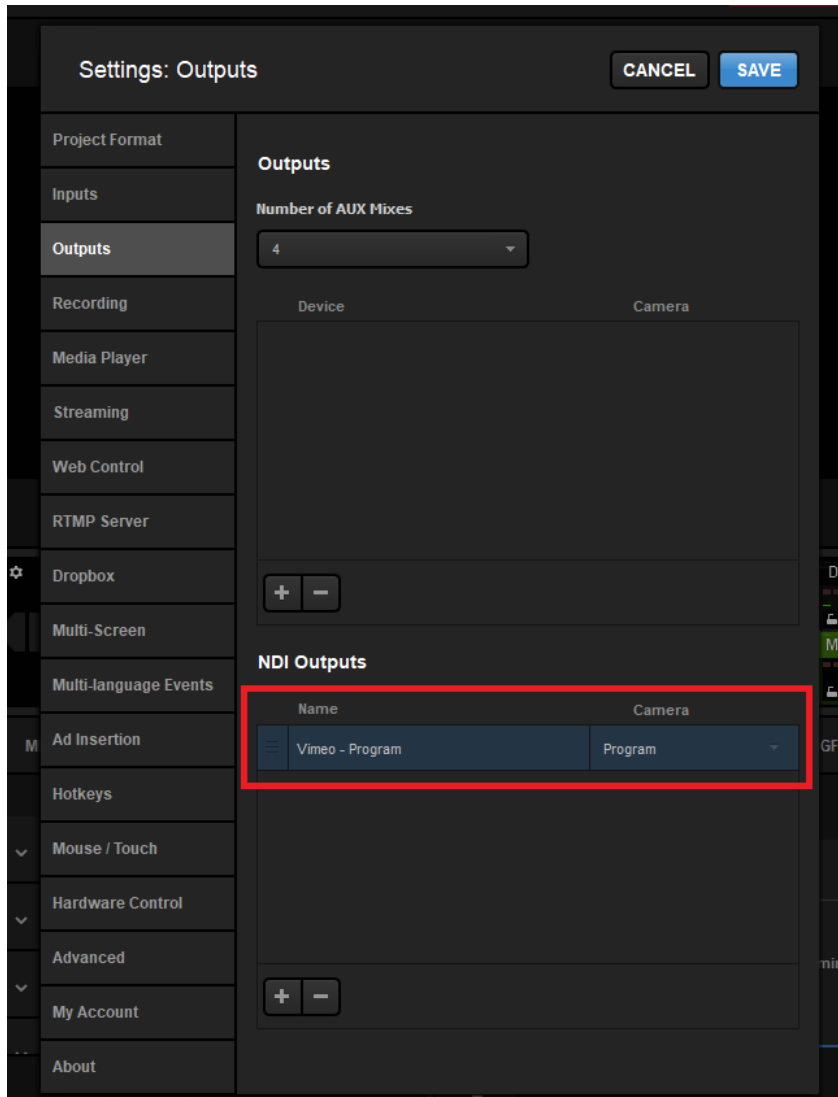 Settings: Outputs
CANCEL
SAVE
Project Format
Inputs
Outputs
Recording
Media Player
Streaming
Web Control
RTMP Server
Dropbox
Multi-Screen
Multi-language Events
Ad Insertion
Hotkeys
Mouse / Touch
Hardware Control
Advanced
My Account
About
Outputs
Number of AUX Mixes
4
Device Camera
+ −
NDI Outputs
Name Camera
Vimeo - Program Program
+ −
M
D
M
GF